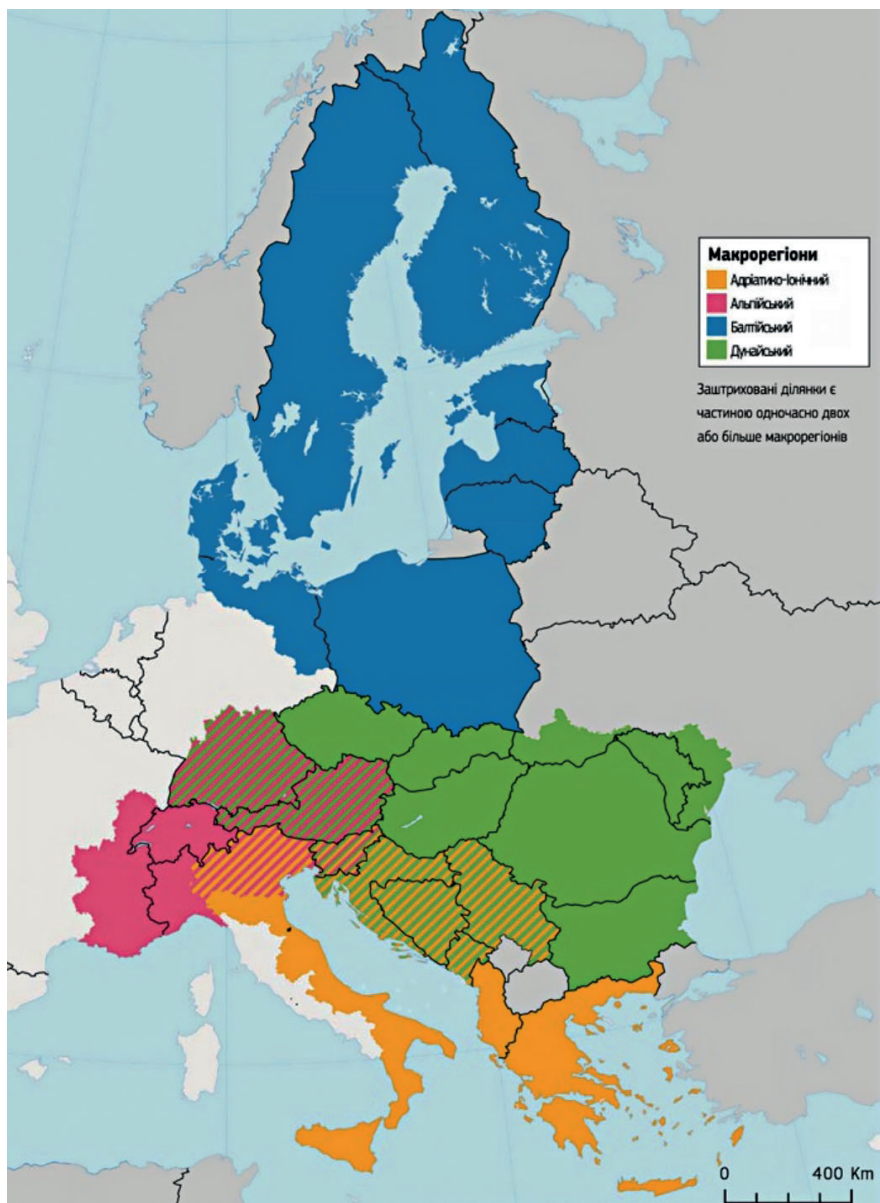 Макрорегіони
Адріатико-Іонічний
Альпійський
Балтійський
Дунайський
Заштриховані ділянки є
частиною одночасно двох
або більше макрорегіонів
0 400 Km